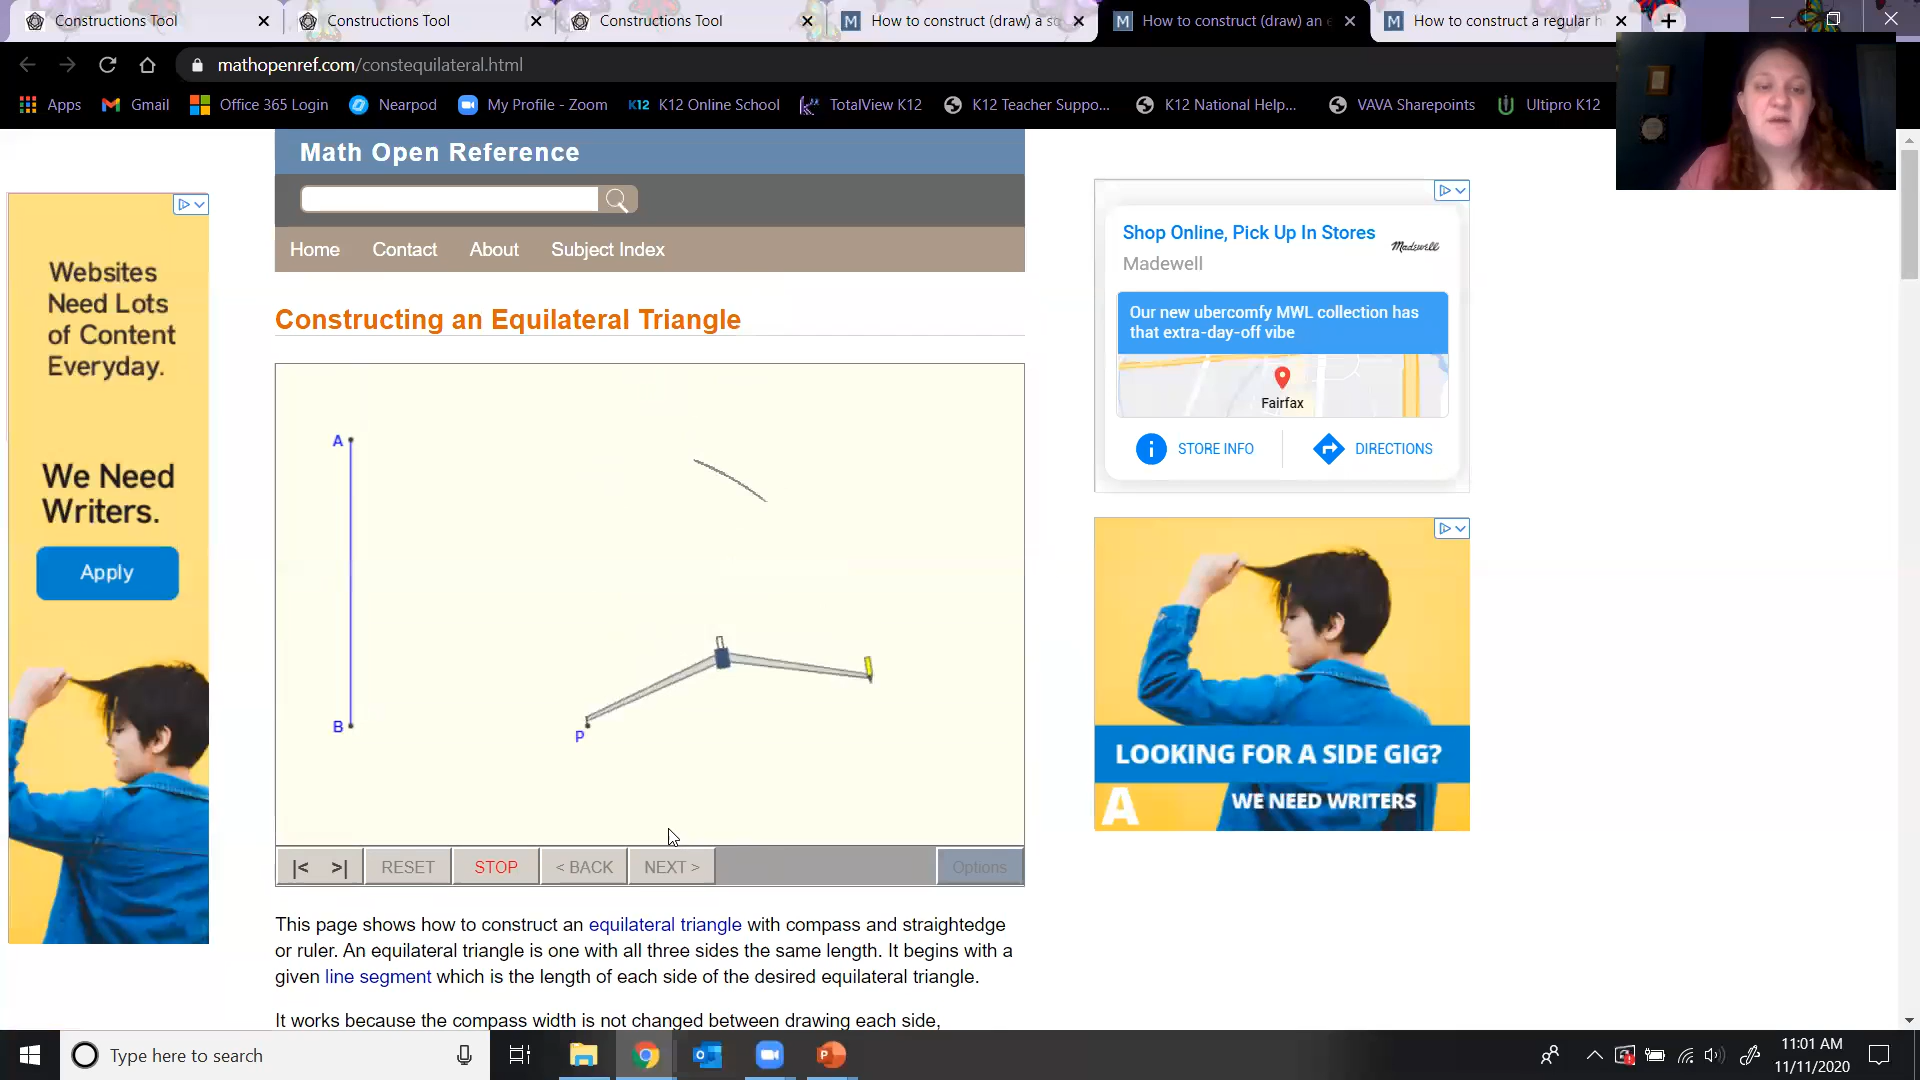 Constructions Tool
Constructions Tool
Constructions Tool
How to construct (draw) a sq
How to construct (draw) an e
How to construct a regular h
mathopenref.com/constequilateral.html
Apps
Gmail
Office 365 Login
Nearpod
My Profile - Zoom
K12 K12 Online School
TotalView K12
K12 Teacher Suppo...
K12 National Help...
VAVA Sharepoints
Ultipro K12
Math Open Reference
Home Contact About Subject Index
Constructing an Equilateral Triangle
A
B
P
|< >| RESET STOP < BACK NEXT > Options
This page shows how to construct an equilateral triangle with compass and straightedge
or ruler. An equilateral triangle is one with all three sides the same length. It begins with a
given line segment which is the length of each side of the desired equilateral triangle.
It works because the compass width is not changed between drawing each side,
Websites
Need Lots
of Content
Everyday.
We Need
Writers.
Apply
Shop Online, Pick Up In Stores
Madewell
Madewell
Our new ubercomfy MWL collection has
that extra-day-off vibe
Fairfax
STORE INFO
DIRECTIONS
LOOKING FOR A SIDE GIG?
A WE NEED WRITERS
Type here to search
11:01 AM
11/11/2020